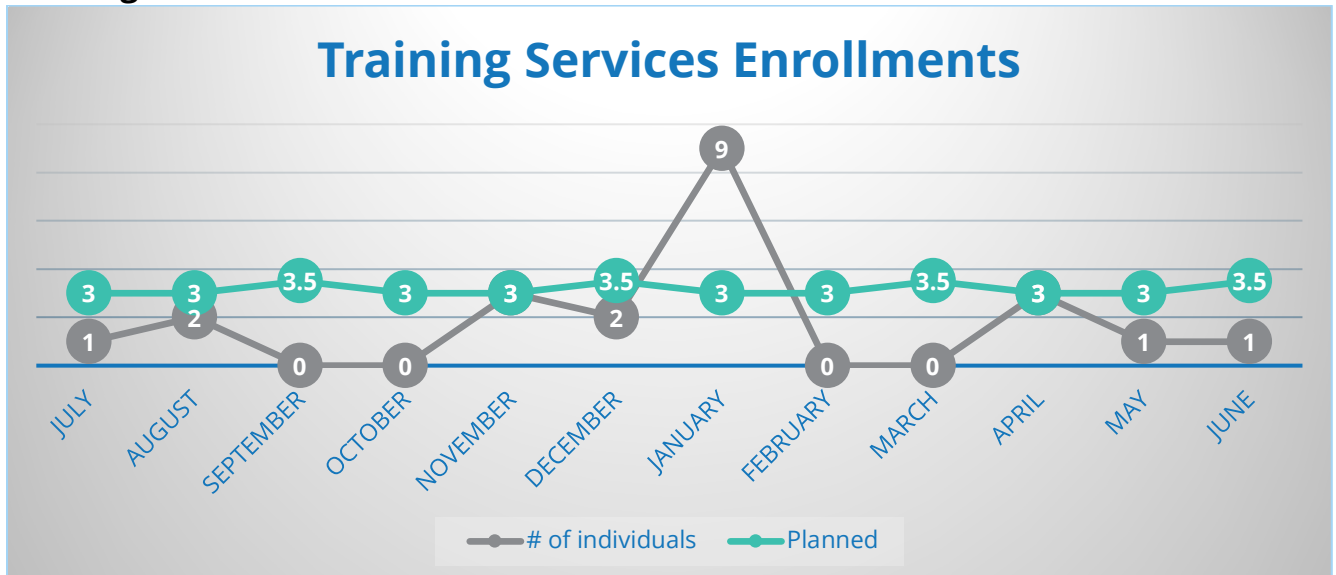 Training Services Enrollments
9
3 3 3.5 3 3 3.5 3 3 3.5 3 3 3.5
1 2 0 0 2 0 0 1 1
JULY AUGUST SEPTEMBER OCTOBER NOVEMBER DECEMBER JANUARY FEBRUARY MARCH APRIL MAY JUNE
# of individuals Planned